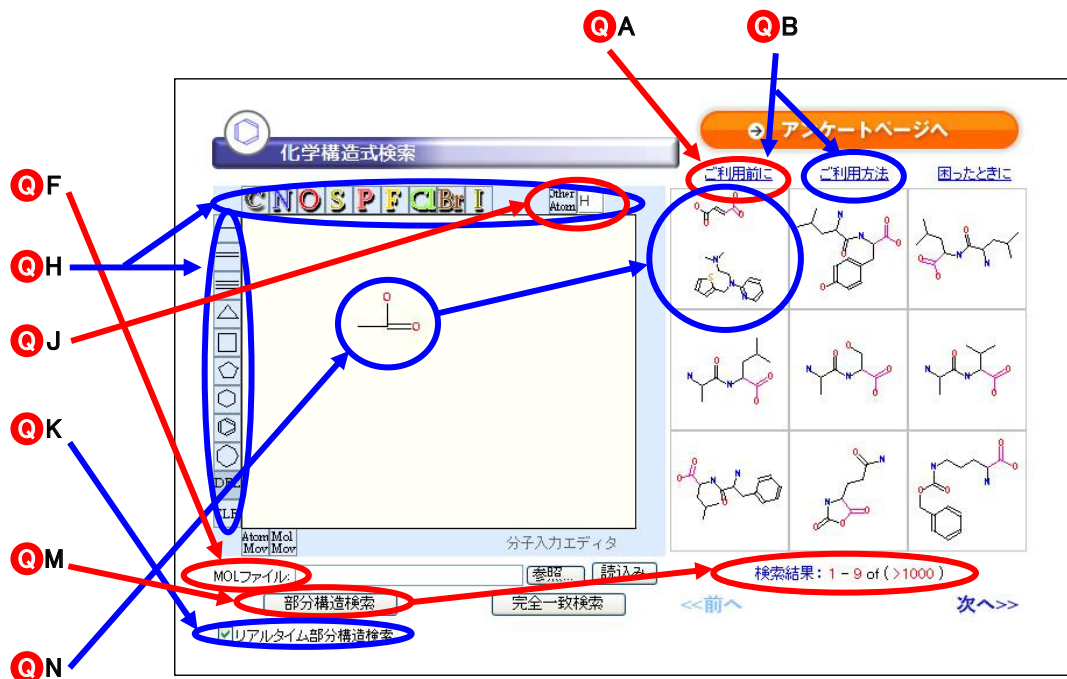 QA
QB
アンケートページへ
化学構造式検索
ご利用前に ご利用方法 困ったときに
QF
C N O S P F Cl Br I Other Atom H
QH
QJ
QK
DEL
CLR
Atom Mov Mol Mov
分子入力エディタ
QM
MOLファイル: 参照... 読込み
検索結果: 1 - 9 of ( >1000 )
部分構造検索 完全一致検索 <<前へ 次へ>>
リアルタイム部分構造検索
QN